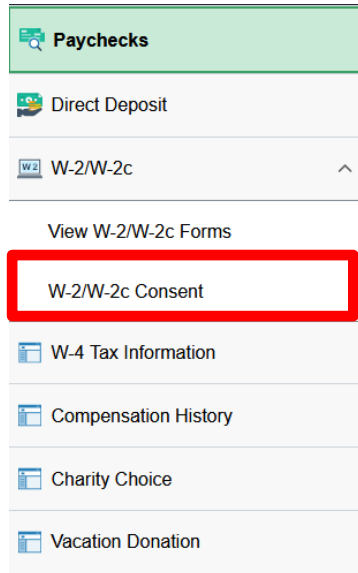 Paychecks
Direct Deposit
W2 W-2/W-2c
View W-2/W-2c Forms
W-2/W-2c Consent
W-4 Tax Information
Compensation History
Charity Choice
Vacation Donation